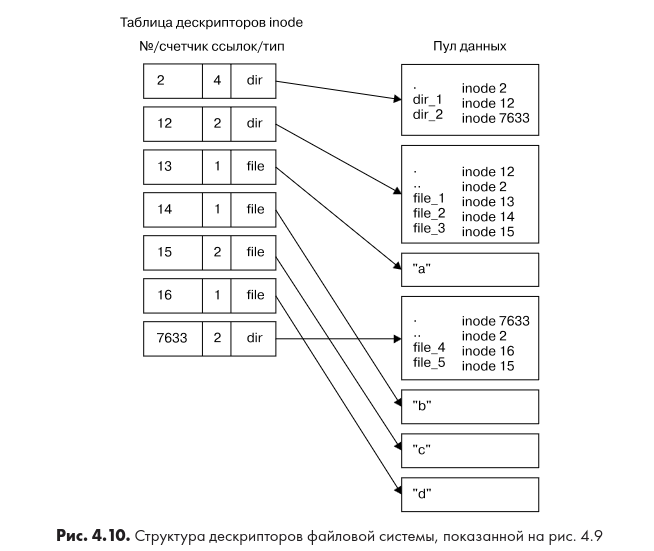 Таблица дескрипторов inode
№/счетчик ссылок/тип
Пул данных
2 4 dir
. inode 2
dir_1 inode 12
dir_2 inode 7633
12 2 dir
. inode 12
.. inode 2
file_1 inode 13
file_2 inode 14
file_3 inode 15
13 1 file
14 1 file
15 2 file
16 1 file
7633 2 dir
"a"
. inode 7633
.. inode 2
file_4 inode 16
file_5 inode 15
"b"
"c"
"d"
Рис. 4.10. Структура дескрипторов файловой системы, показанной на рис. 4.9